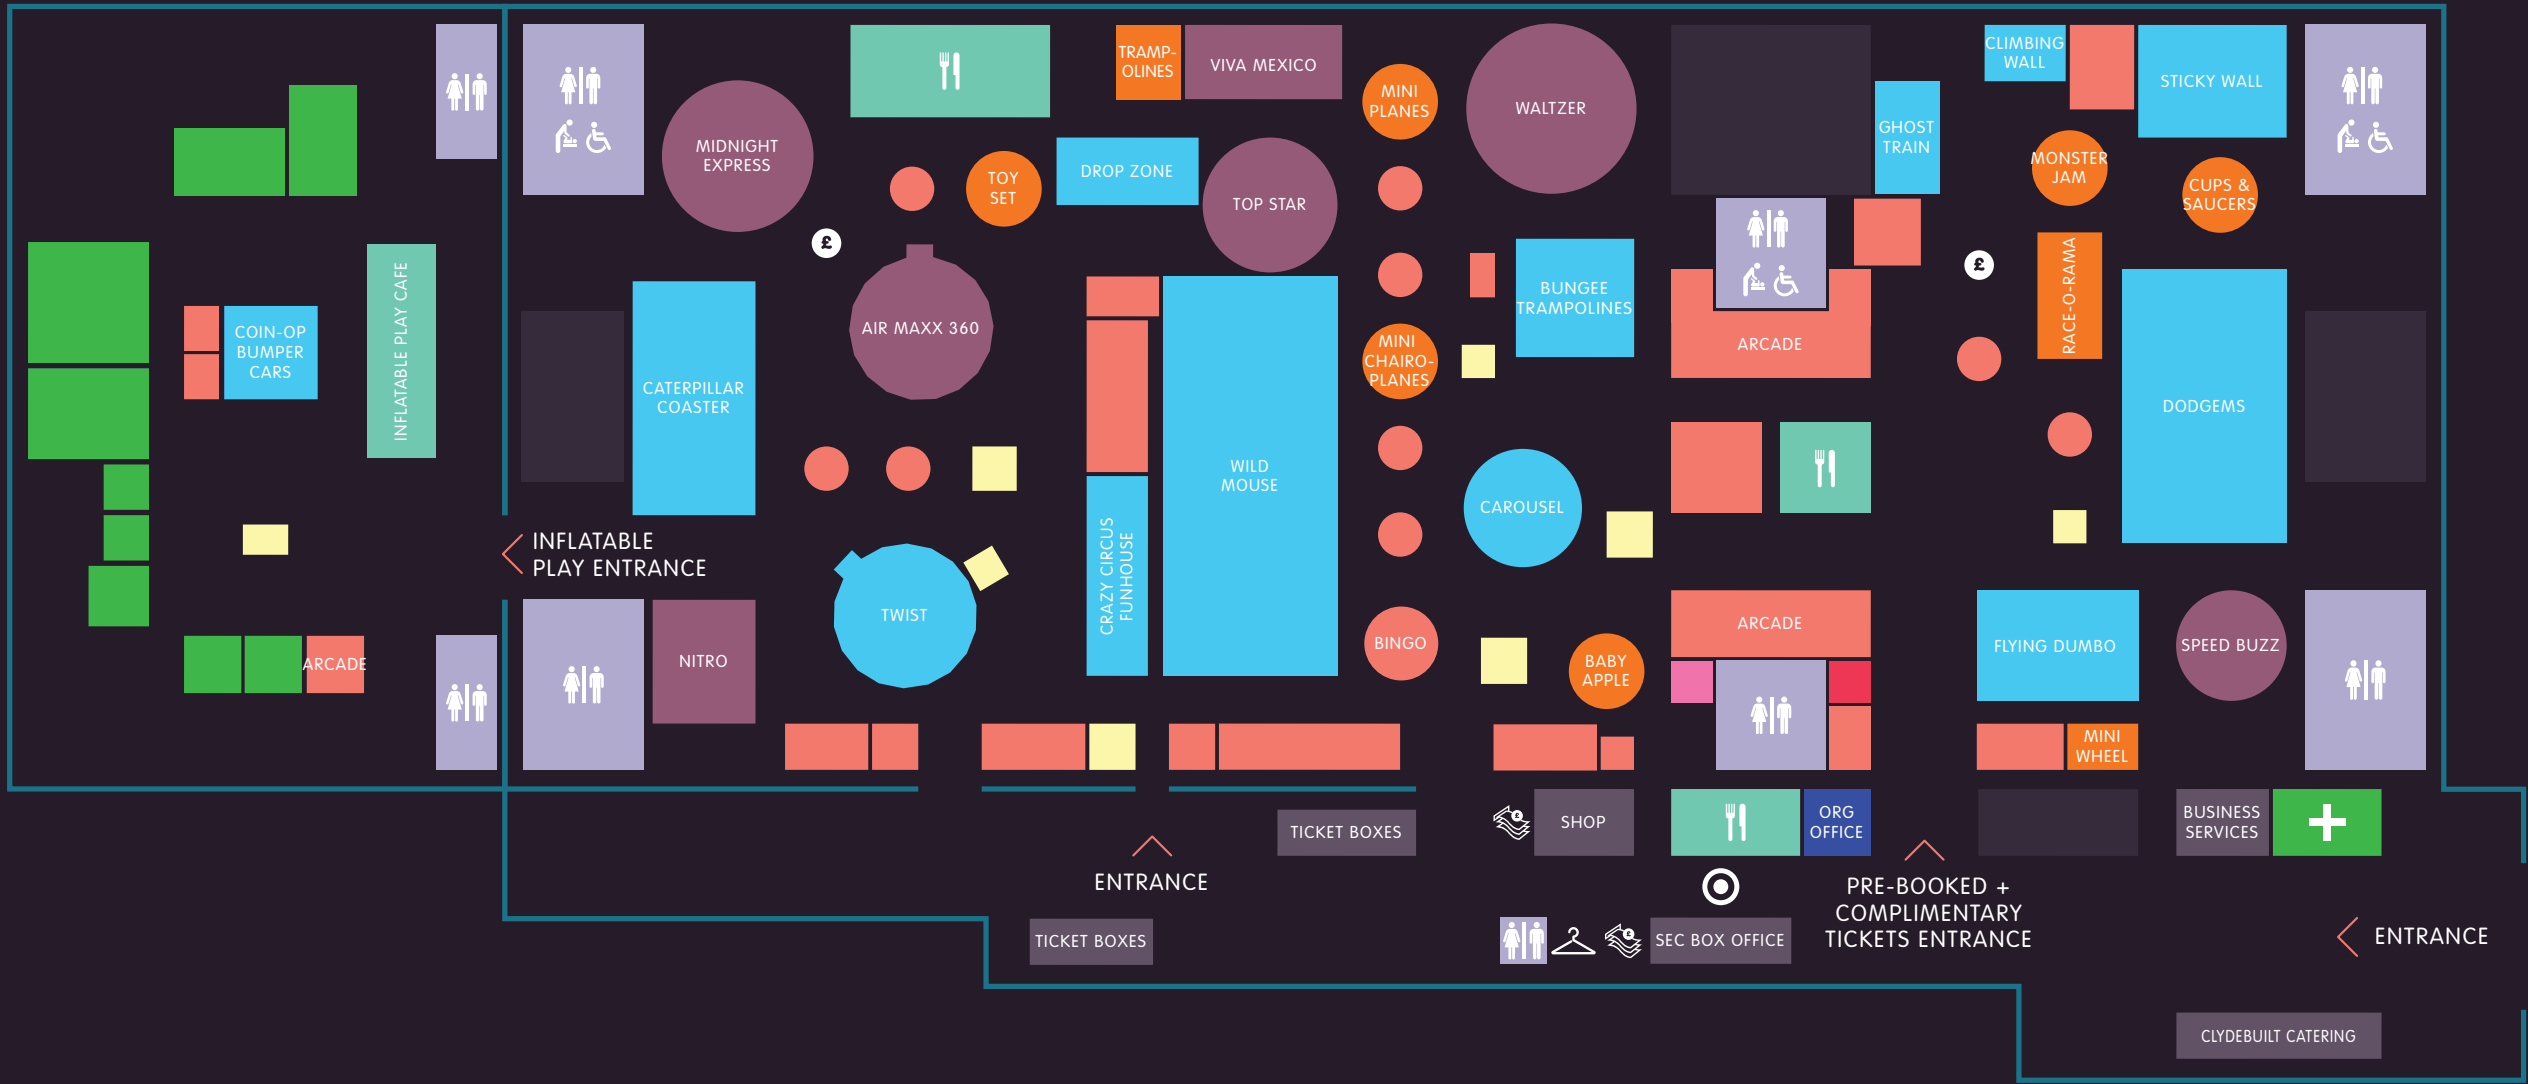 TRAMP-
OLINES
VIVA MEXICO
MINI
PLANES
WALTZER
CLIMBING
WALL
STICKY WALL
MIDNIGHT
EXPRESS
TOY
SET
DROP ZONE
TOP STAR
GHOST
TRAIN
MONSTER
JAM
CUPS &
SAUCERS
£
£
COIN-OP
BUMPER
CARS
INFLATABLE PLAY CAFE
CATERPILLAR
COASTER
AIR MAXX 360
MINI
CHAIRO-
PLANES
BUNGEE
TRAMPOLINES
ARCADE
RACE-O-RAMA
DODGEMS
WILD
MOUSE
CAROUSEL
INFLATABLE
PLAY ENTRANCE
CRAZY CIRCUS
FUNHOUSE
TWIST
ARCADE
NITRO
BINGO
BABY
APPLE
ARCADE
FLYING DUMBO
SPEED BUZZ
MINI
WHEEL
TICKET BOXES
£
SHOP
ORG
OFFICE
BUSINESS
SERVICES
ENTRANCE
PRE-BOOKED +
COMPLIMENTARY
TICKETS ENTRANCE
TICKET BOXES
£
SEC BOX OFFICE
ENTRANCE
CLYDEBUILT CATERING